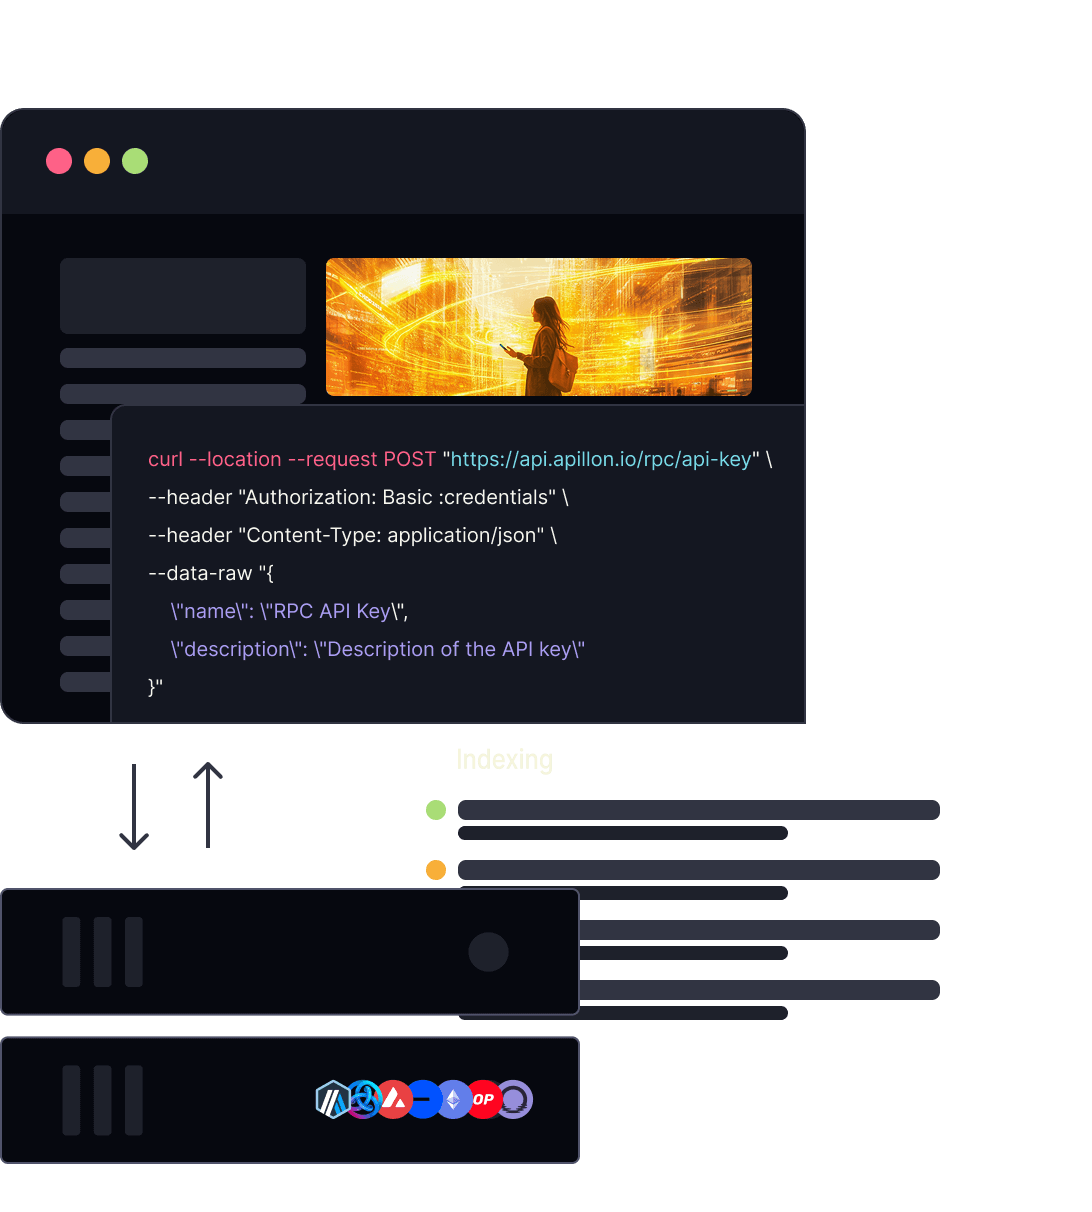 curl --location --request POST "https://api.apillon.io/rpc/api-key" \
--header "Authorization: Basic :credentials" \
--header "Content-Type: application/json" \
--data-raw "{
\"name\": \"RPC API Key\",
\"description\": \"Description of the API key\"
}"
Indexing
OP